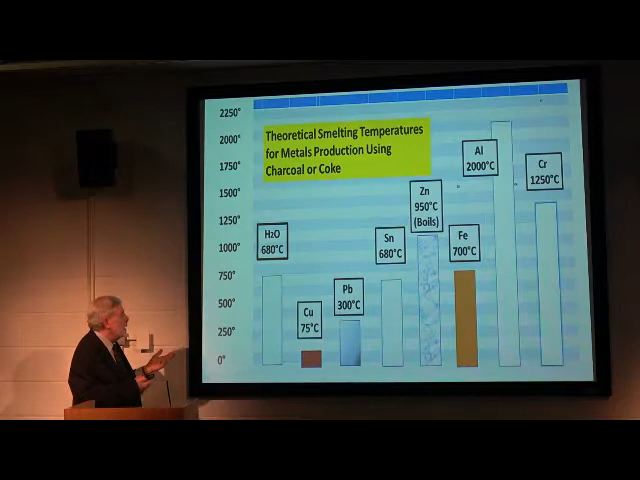 2250°
2000°
1750°
1500°
1250°
1000°
750°
500°
250°
0°
Theoretical Smelting Temperatures
for Metals Production Using
Charcoal or Coke
H₂O
680°C
Cu
75°C
Pb
300°C
Sn
680°C
Zn
950°C
(Boils)
Fe
700°C
Al
2000°C
Cr
1250°C